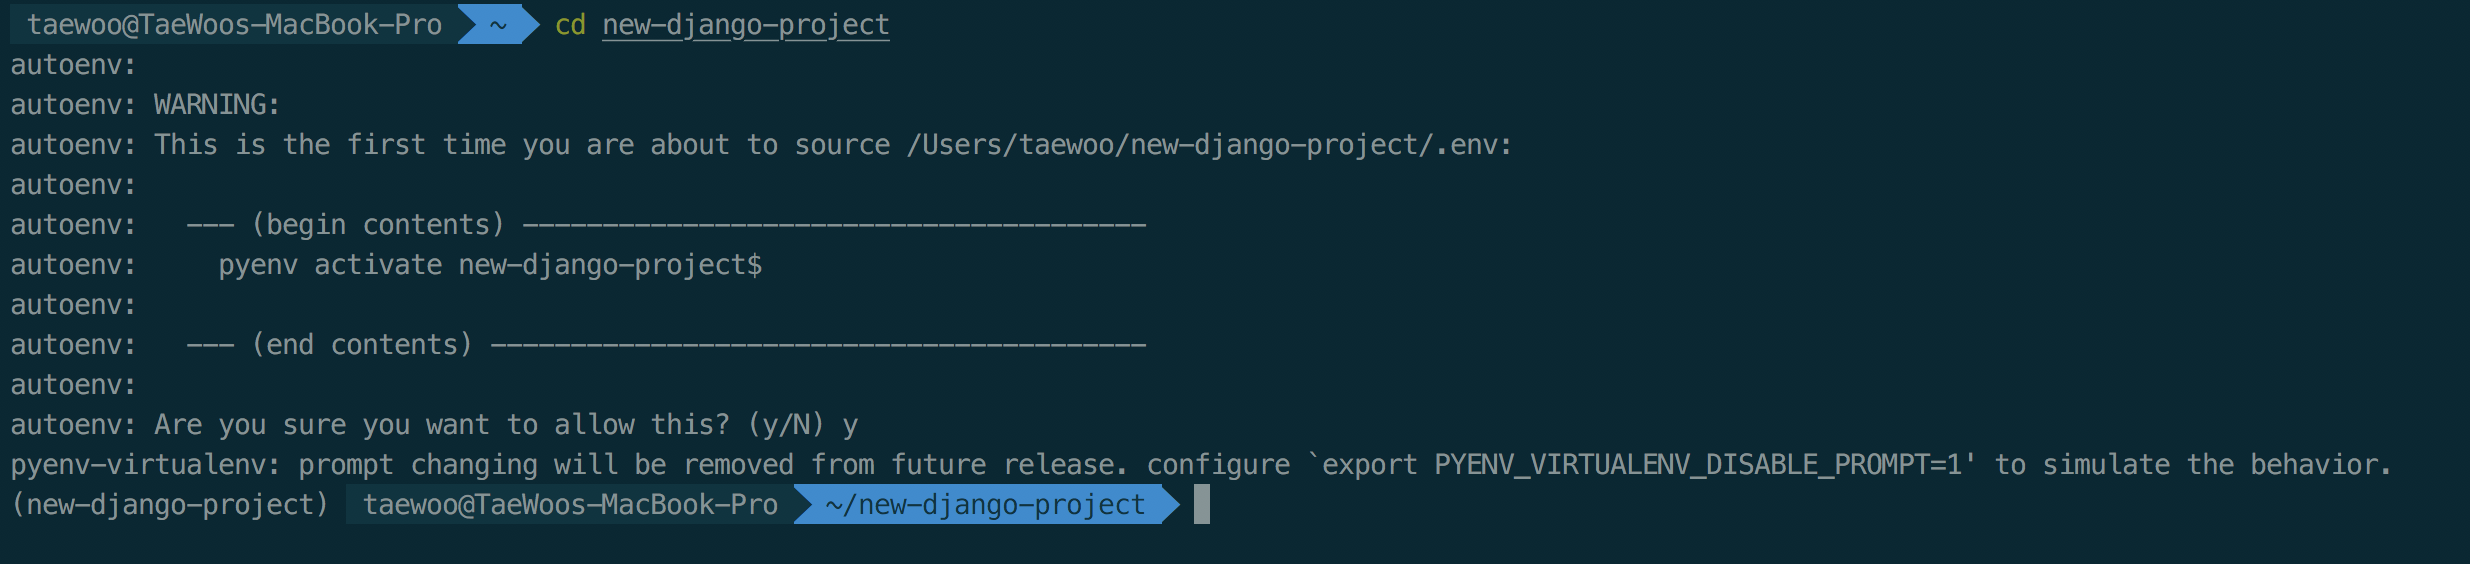 taewoo@TaeWoos-MacBook-Pro ~ cd new-django-project
autoenv:
autoenv: WARNING:
autoenv: This is the first time you are about to source /Users/taewoo/new-django-project/.env:
autoenv:
autoenv:   --- (begin contents) ---------------------------------------
autoenv:     pyenv activate new-django-project$
autoenv:
autoenv:   --- (end contents) -----------------------------------------
autoenv:
autoenv: Are you sure you want to allow this? (y/N) y
pyenv-virtualenv: prompt changing will be removed from future release. configure `export PYENV_VIRTUALENV_DISABLE_PROMPT=1' to simulate the behavior.
(new-django-project) taewoo@TaeWoos-MacBook-Pro ~/new-django-project